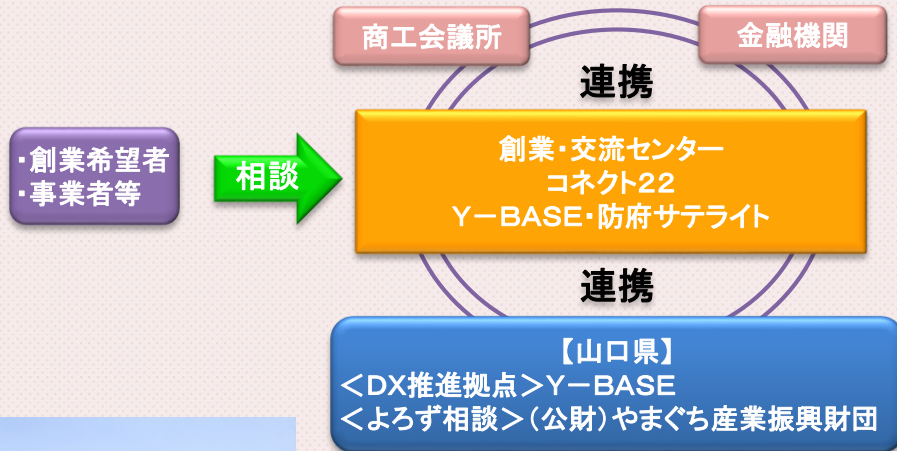 商工会議所
金融機関
連携
・創業希望者
・事業者等
相談
創業・交流センター
コネクト22
Y－BASE・防府サテライト
連携
【山口県】
＜DX推進拠点＞Y－BASE
＜よろず相談＞（公財）やまぐち産業振興財団